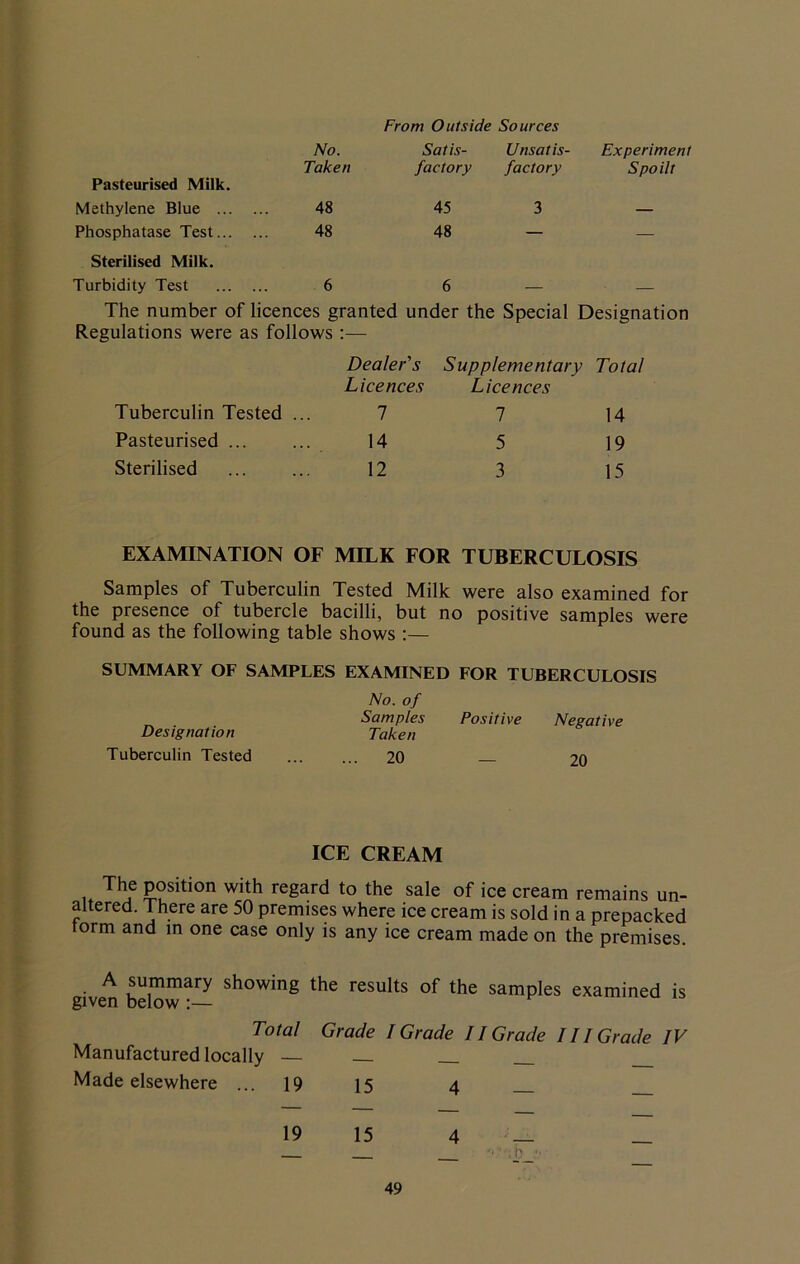 From Outside Sources
No. Satis- Unsatis- Experiment
Taken factory factory Spoilt
Pasteurised Milk.
Methylene Blue ... ... 48 45 3 —
Phosphatase Test... ... 48 48 — —
Sterilised Milk.
Turbidity Test ... ... 6 6 — —
The number of licences granted under the Special Designation
Regulations were as follows :—
Dealer's Supplementary Total
Licences Licences
Tuberculin Tested ... 7 7 14
Pasteurised ... ... 14 5 19
Sterilised ... ... 12 3 15
EXAMINATION OF MILK FOR TUBERCULOSIS
Samples of Tuberculin Tested Milk were also examined for
the presence of tubercle bacilli, but no positive samples were
found as the following table shows :—
SUMMARY OF SAMPLES EXAMINED FOR TUBERCULOSIS
No. of
Samples Positive Negative
Designation Taken
Tuberculin Tested ... ... 20 — 20
ICE CREAM
The position with regard to the sale of ice cream remains un-
altered. There are 50 premises where ice cream is sold in a prepacked
form and in one case only is any ice cream made on the premises.
A summary showing the results of the samples examined is
given below :—
Total Grade I Grade II Grade III Grade IV
Manufactured locally — — — — —
Made elsewhere ... 19 15 4 — —
19 15 4 — —
49